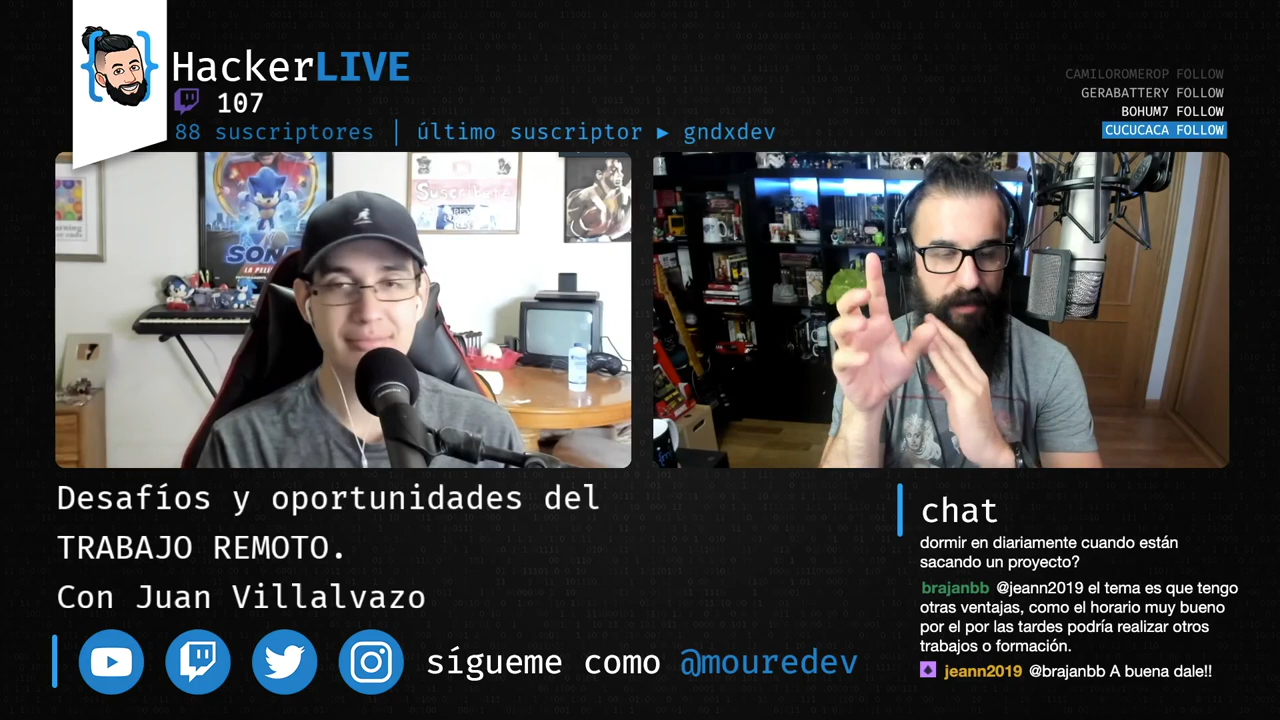 HackerLIVE
107
88 suscriptores | último suscriptor ▸ gndxdev
CAMILOROMEROP FOLLOW
GERABATTERY FOLLOW
BOHUM7 FOLLOW
CUCUCACA FOLLOW
SONIC
LA PELÍ
Suscríbete
Desafíos y oportunidades del
TRABAJO REMOTO.
Con Juan Villalvazo
sígueme como @mouredev
chat
dormir en diariamente cuando están
sacando un proyecto?
brajanbb @jeann2019 el tema es que tengo
otras ventajas, como el horario muy bueno
por el por las tardes podría realizar otros
trabajos o formación.
jeann2019 @brajanbb A buena dale!!